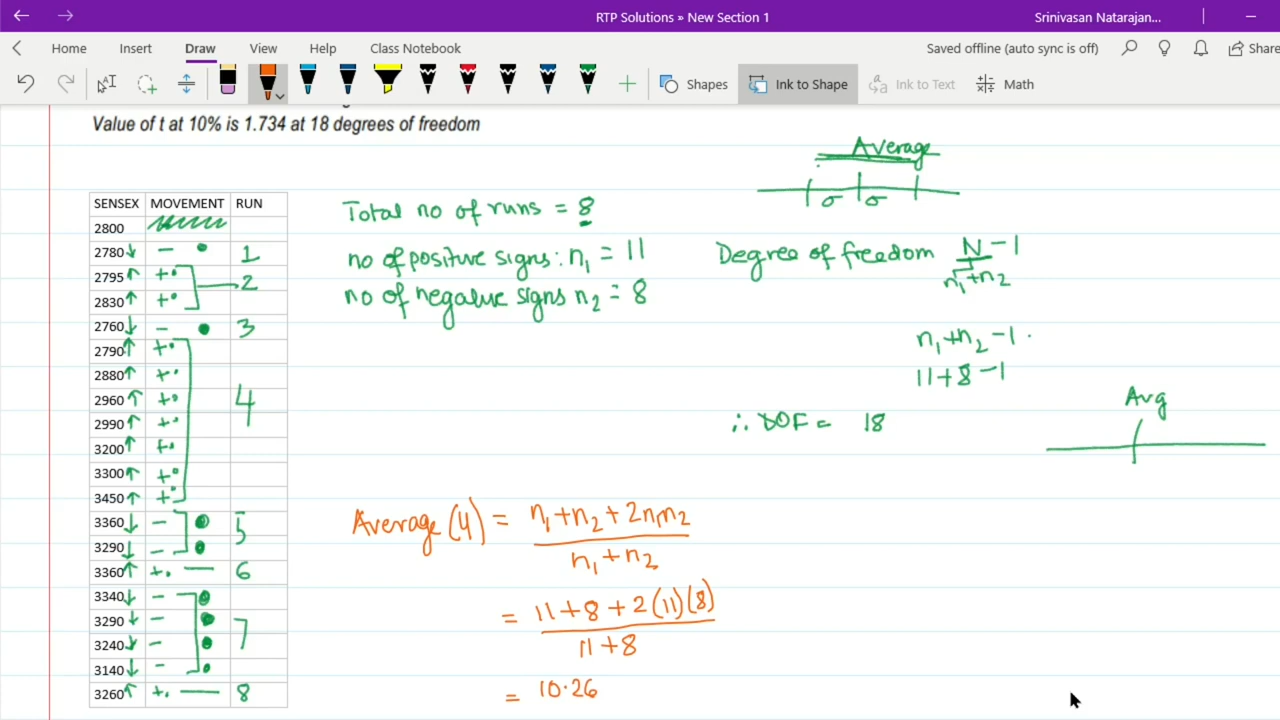 RTP Solutions » New Section 1
Srinivasan Natarajan...
Home Insert Draw View Help Class Notebook
Saved offline (auto sync is off)
Share
Shapes
Ink to Shape
Ink to Text
Math
Value of t at 10% is 1.734 at 18 degrees of freedom
SENSEX MOVEMENT RUN
2800
2780 ↓ - 1
2795 ↑ + 2
2830 ↑ +
2760 ↓ - 3
2790 ↑ +
2880 ↑ +
2960 ↑ + 4
2990 ↑ +
3200 ↑ +
3300 ↑ +
3450 ↑ +
3360 ↓ - 5
3290 ↓ -
3360 ↑ + 6
3340 ↓ -
3290 ↓ - 7
3240 ↓ -
3140 ↓ -
3260 ↑ + 8
Total no of runs = 8
no of positive signs: n1 = 11
no of negative signs n2 = 8
Average
σ σ
Degree of freedom N - 1
n1+n2
n1+n2 -1
11+8-1
∴ DOF = 18
Avg
Average (4) = n1+n2+2n1n2
n1+n2
= 11+8+2(11)(8)
11+8
= 10.26